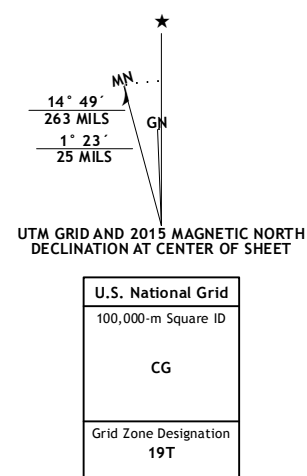 MN
GN
14° 49´
263 MILS
1° 23´
25 MILS
UTM GRID AND 2015 MAGNETIC NORTH
DECLINATION AT CENTER OF SHEET
U.S. National Grid
100,000-m Square ID
CG
Grid Zone Designation
19T